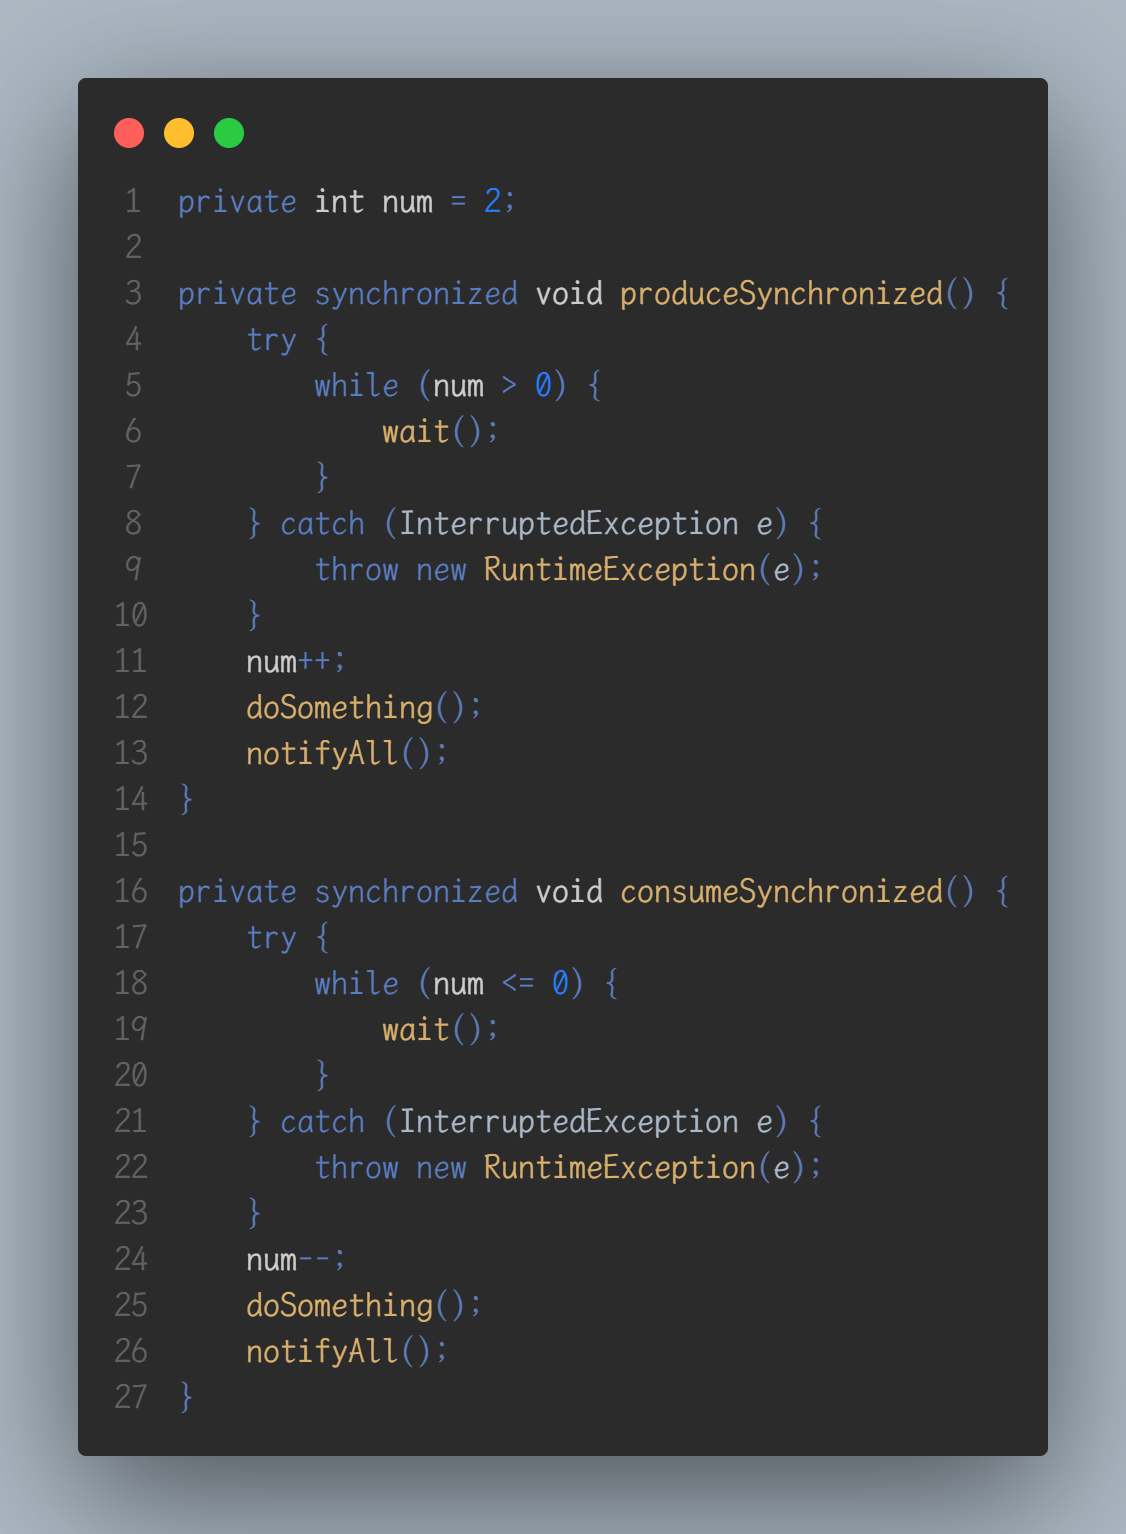 1 private int num = 2;
2
3 private synchronized void produceSynchronized() {
4     try {
5         while (num > 0) {
6             wait();
7         }
8     } catch (InterruptedException e) {
9         throw new RuntimeException(e);
10     }
11     num++;
12     doSomething();
13     notifyAll();
14 }
15
16 private synchronized void consumeSynchronized() {
17     try {
18         while (num <= 0) {
19             wait();
20         }
21     } catch (InterruptedException e) {
22         throw new RuntimeException(e);
23     }
24     num--;
25     doSomething();
26     notifyAll();
27 }